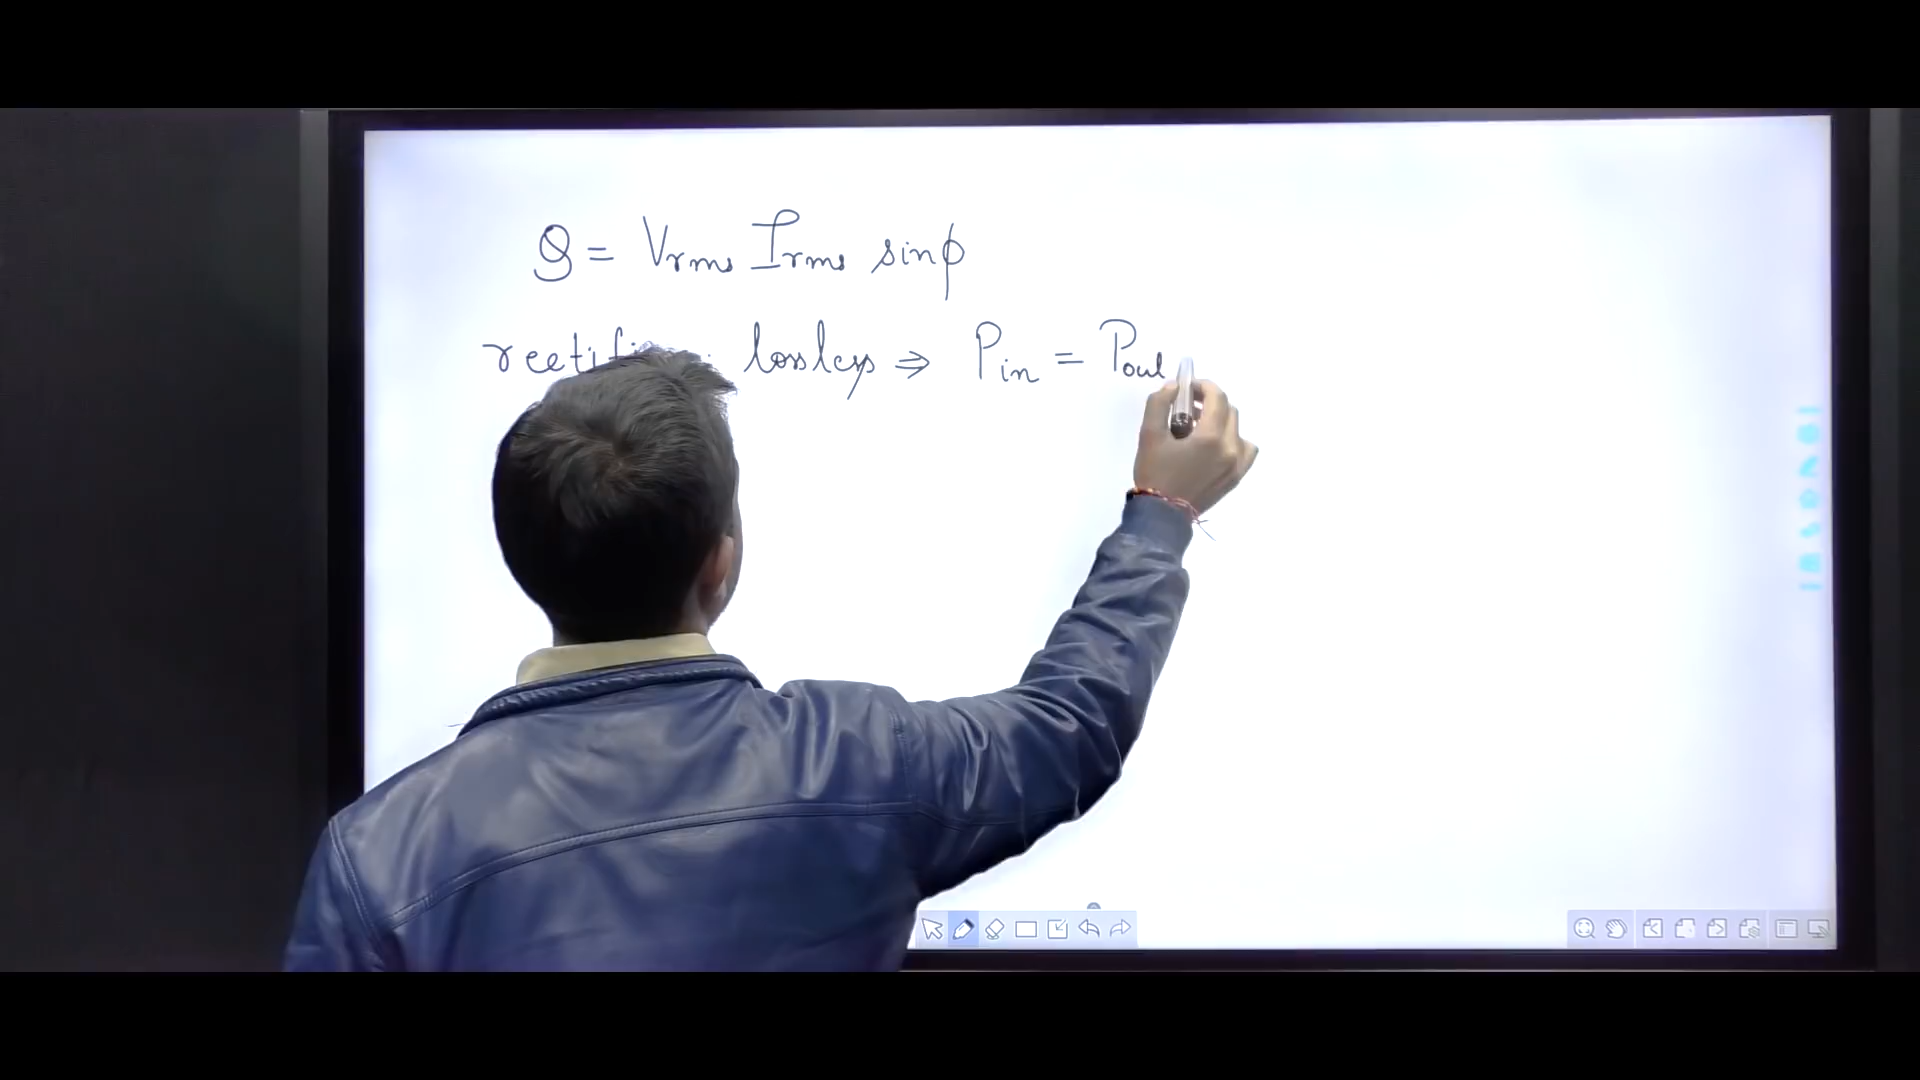 Q = Vrms Irms sinϕ
lossless ⇒ Pin = Pout